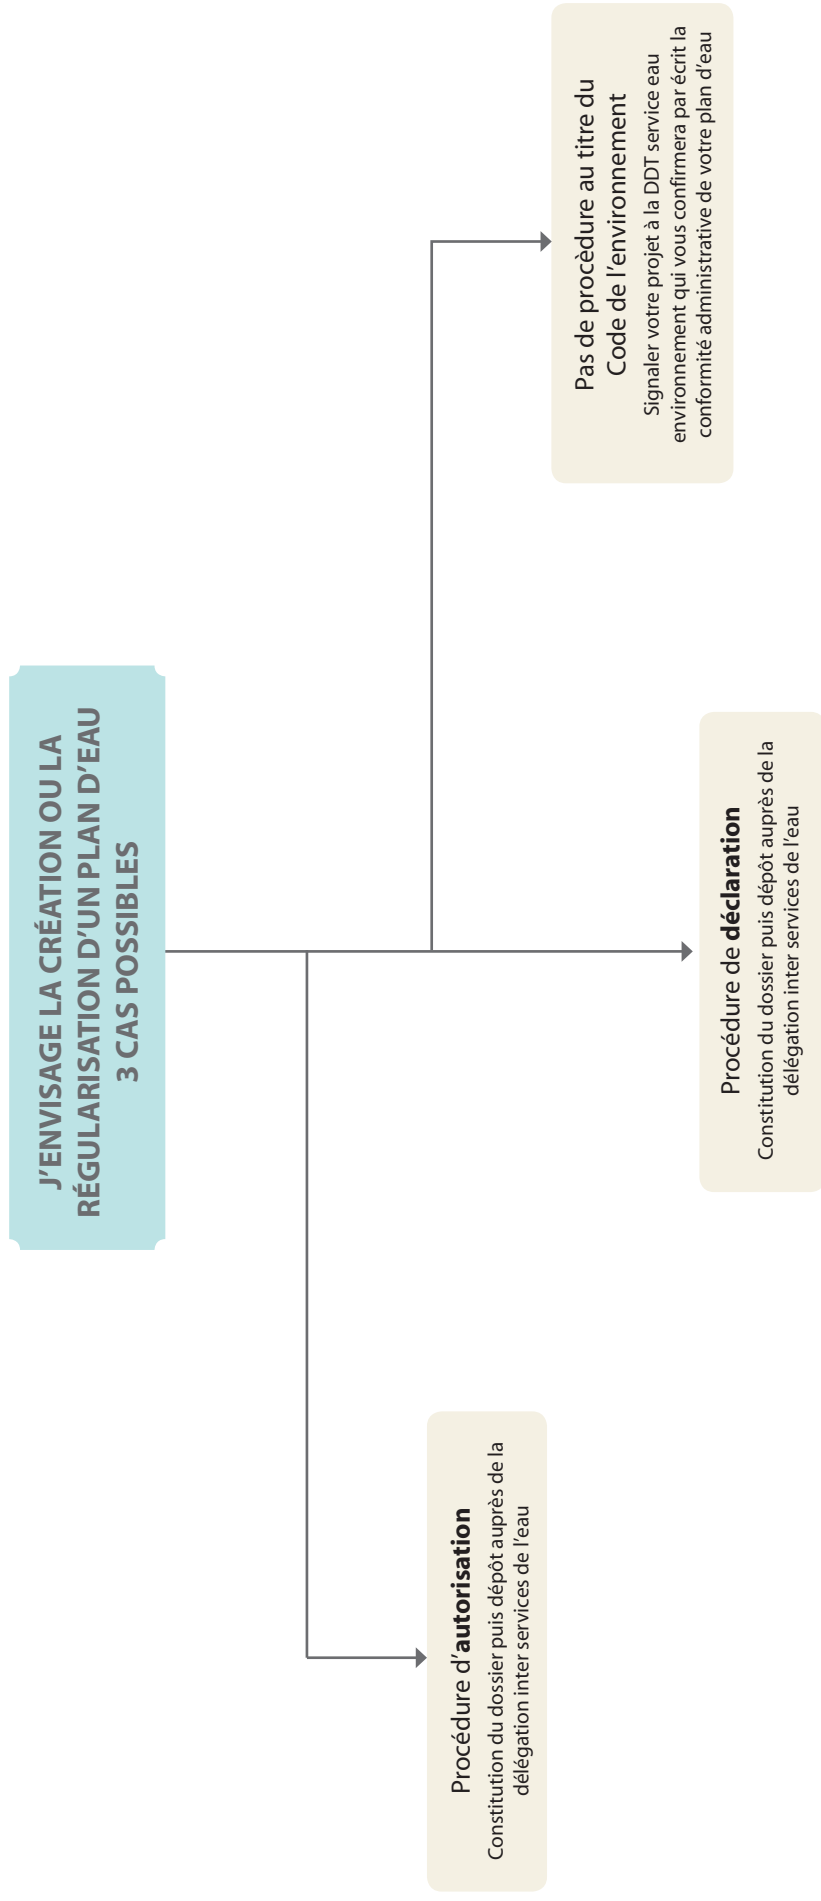 J'ENVISAGE LA CRÉATION OU LA
RÉGULARISATION D'UN PLAN D'EAU
3 CAS POSSIBLES
Procédure d'autorisation
Constitution du dossier puis dépôt auprès de la
délégation inter services de l'eau
Procédure de déclaration
Constitution du dossier puis dépôt auprès de la
délégation inter services de l'eau
Pas de procèdure au titre du
Code de l'environnement
Signaler votre projet à la DDT service eau
environnement qui vous confirmera par écrit la
conformité administrative de votre plan d'eau